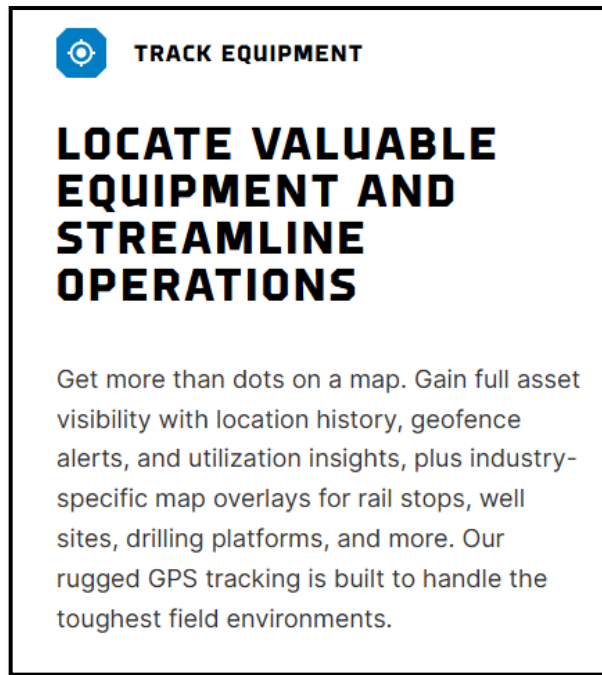 TRACK EQUIPMENT
LOCATE VALUABLE
EQUIPMENT AND
STREAMLINE
OPERATIONS
Get more than dots on a map. Gain full asset
visibility with location history, geofence
alerts, and utilization insights, plus industry-
specific map overlays for rail stops, well
sites, drilling platforms, and more. Our
rugged GPS tracking is built to handle the
toughest field environments.